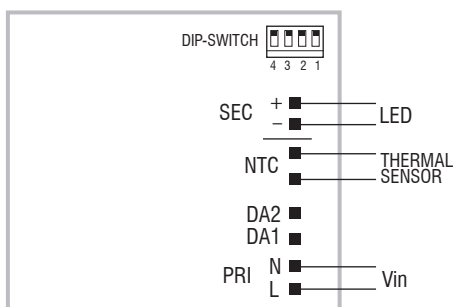 DIP-SWITCH
4 3 2 1
SEC + LED
−
NTC THERMAL
SENSOR
DA2
DA1
PRI N Vin
L